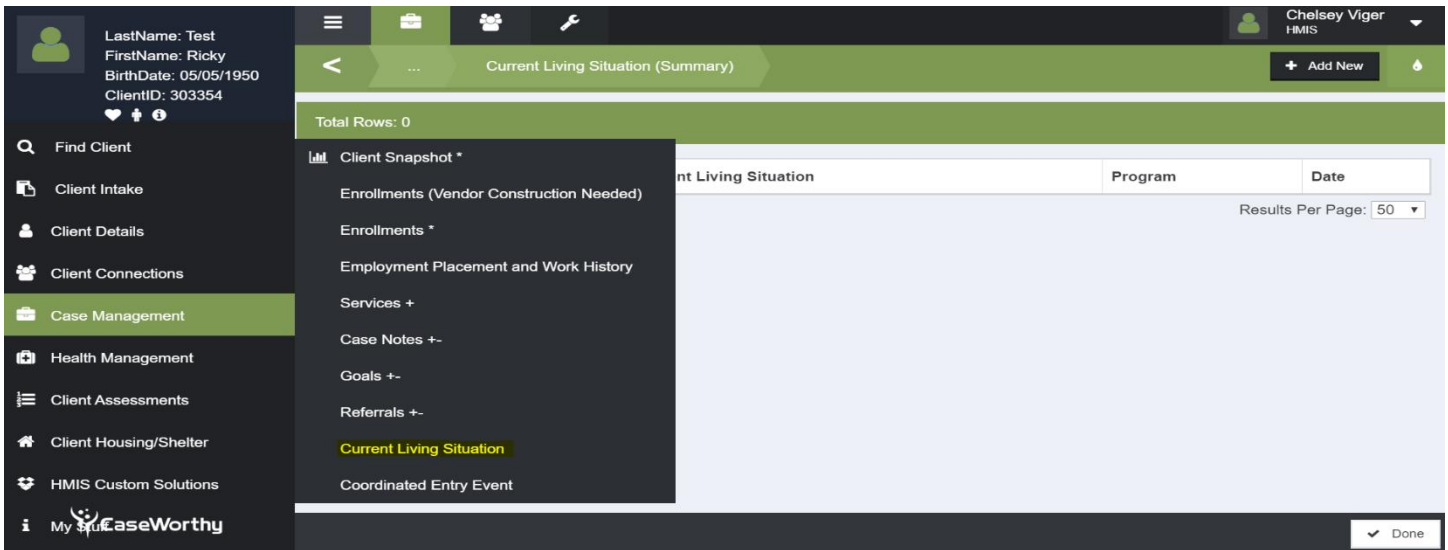 LastName: Test
FirstName: Ricky
BirthDate: 05/05/1950
ClientID: 303354
Chelsey Viger
HMIS
...
Current Living Situation (Summary)
+ Add New
Total Rows: 0
Find Client
Client Intake
Client Details
Client Connections
Case Management
Health Management
Client Assessments
Client Housing/Shelter
HMIS Custom Solutions
My Stuff
CaseWorthy
Client Snapshot *
Enrollments (Vendor Construction Needed)
Enrollments *
Employment Placement and Work History
Services +
Case Notes +-
Goals +-
Referrals +-
Current Living Situation
Coordinated Entry Event
nt Living Situation
Program
Date
Results Per Page: 50
Done